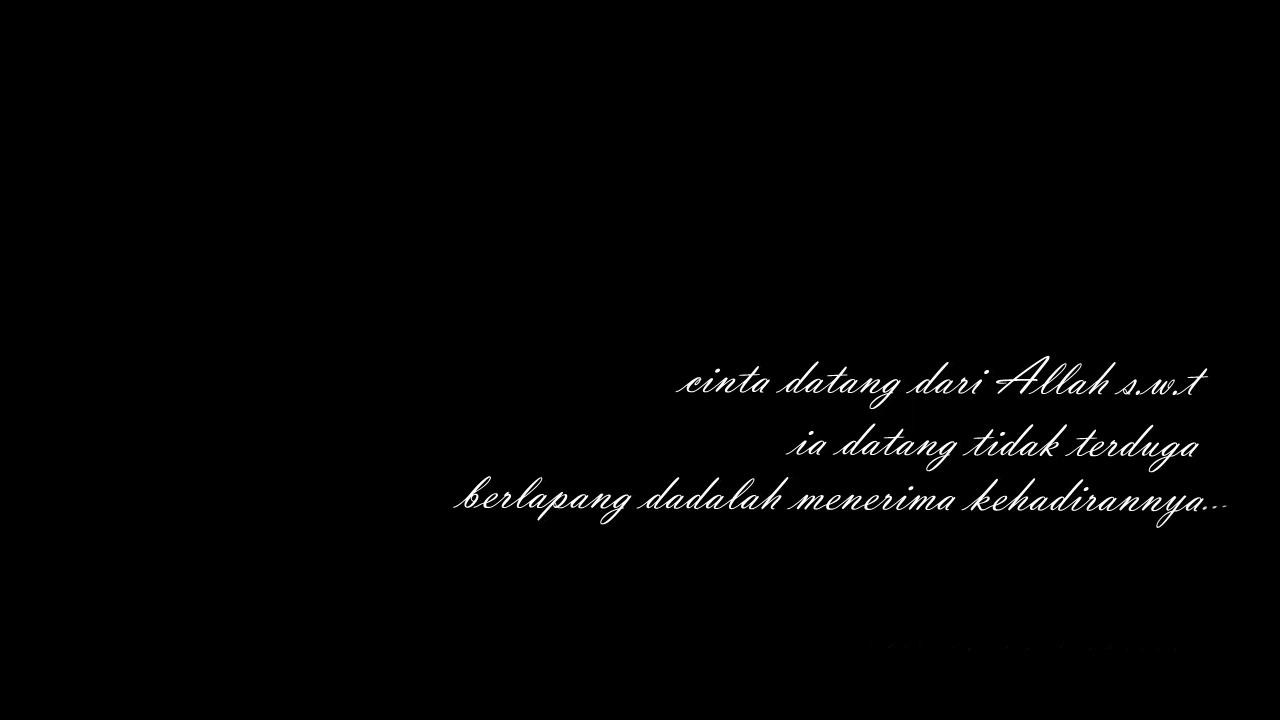 cinta datang dari Allah s.w.t
ia datang tidak terduga
berlapang dadalah menerima kehadirannya...